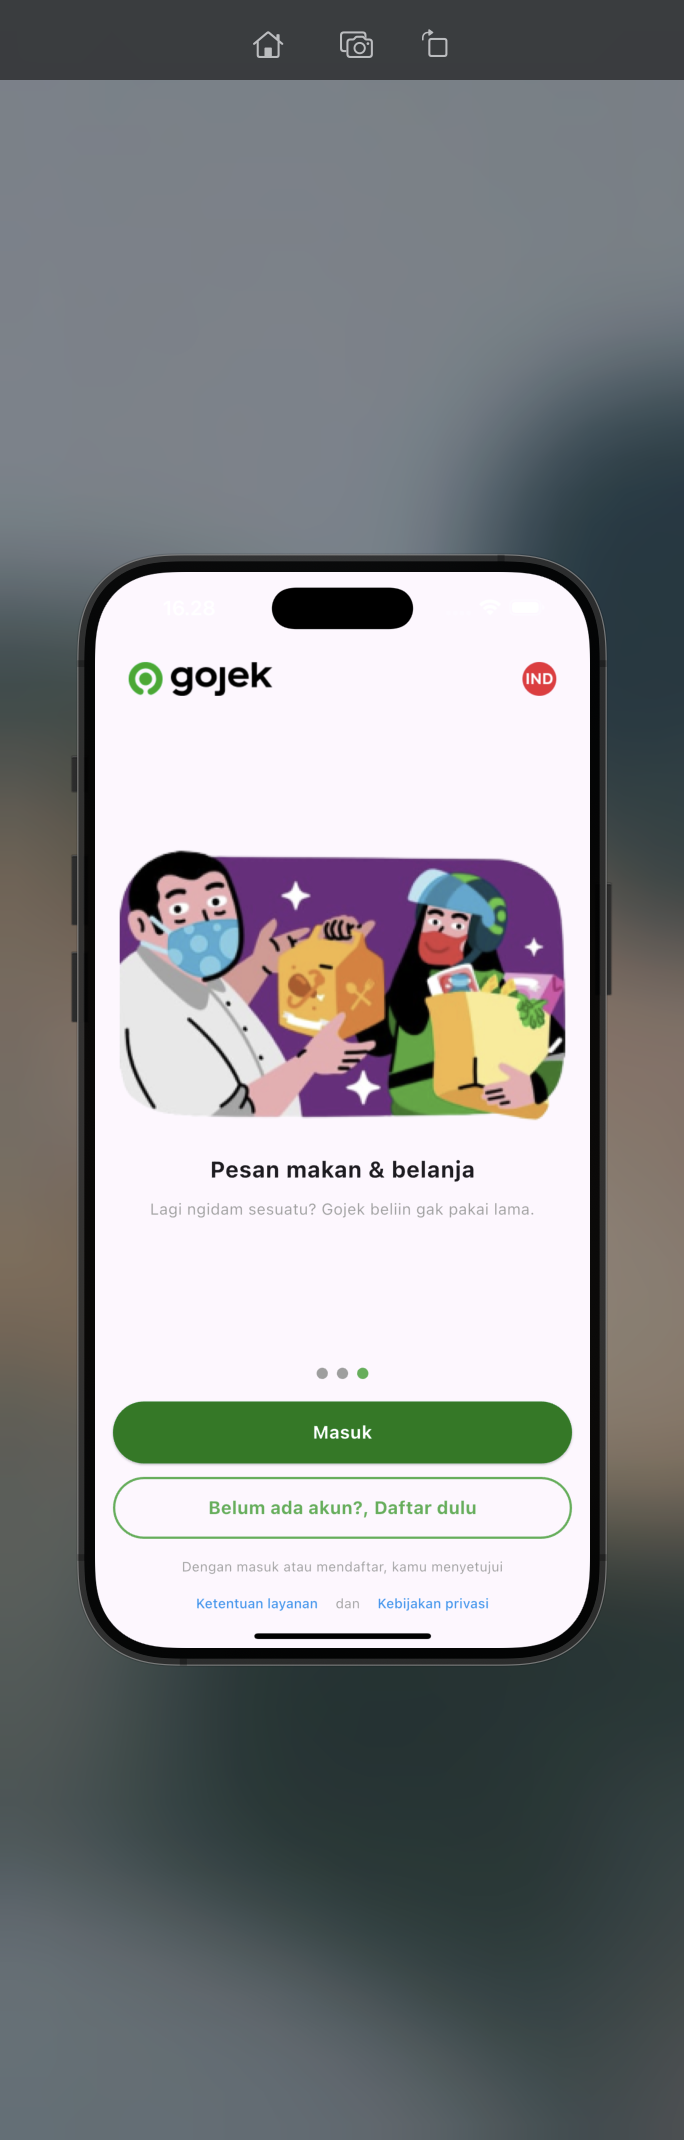 16.28
gojek
IND
Pesan makan & belanja
Lagi ngidam sesuatu? Gojek beliin gak pakai lama.
Masuk
Belum ada akun?, Daftar dulu
Dengan masuk atau mendaftar, kamu menyetujui
Ketentuan layanan dan Kebijakan privasi